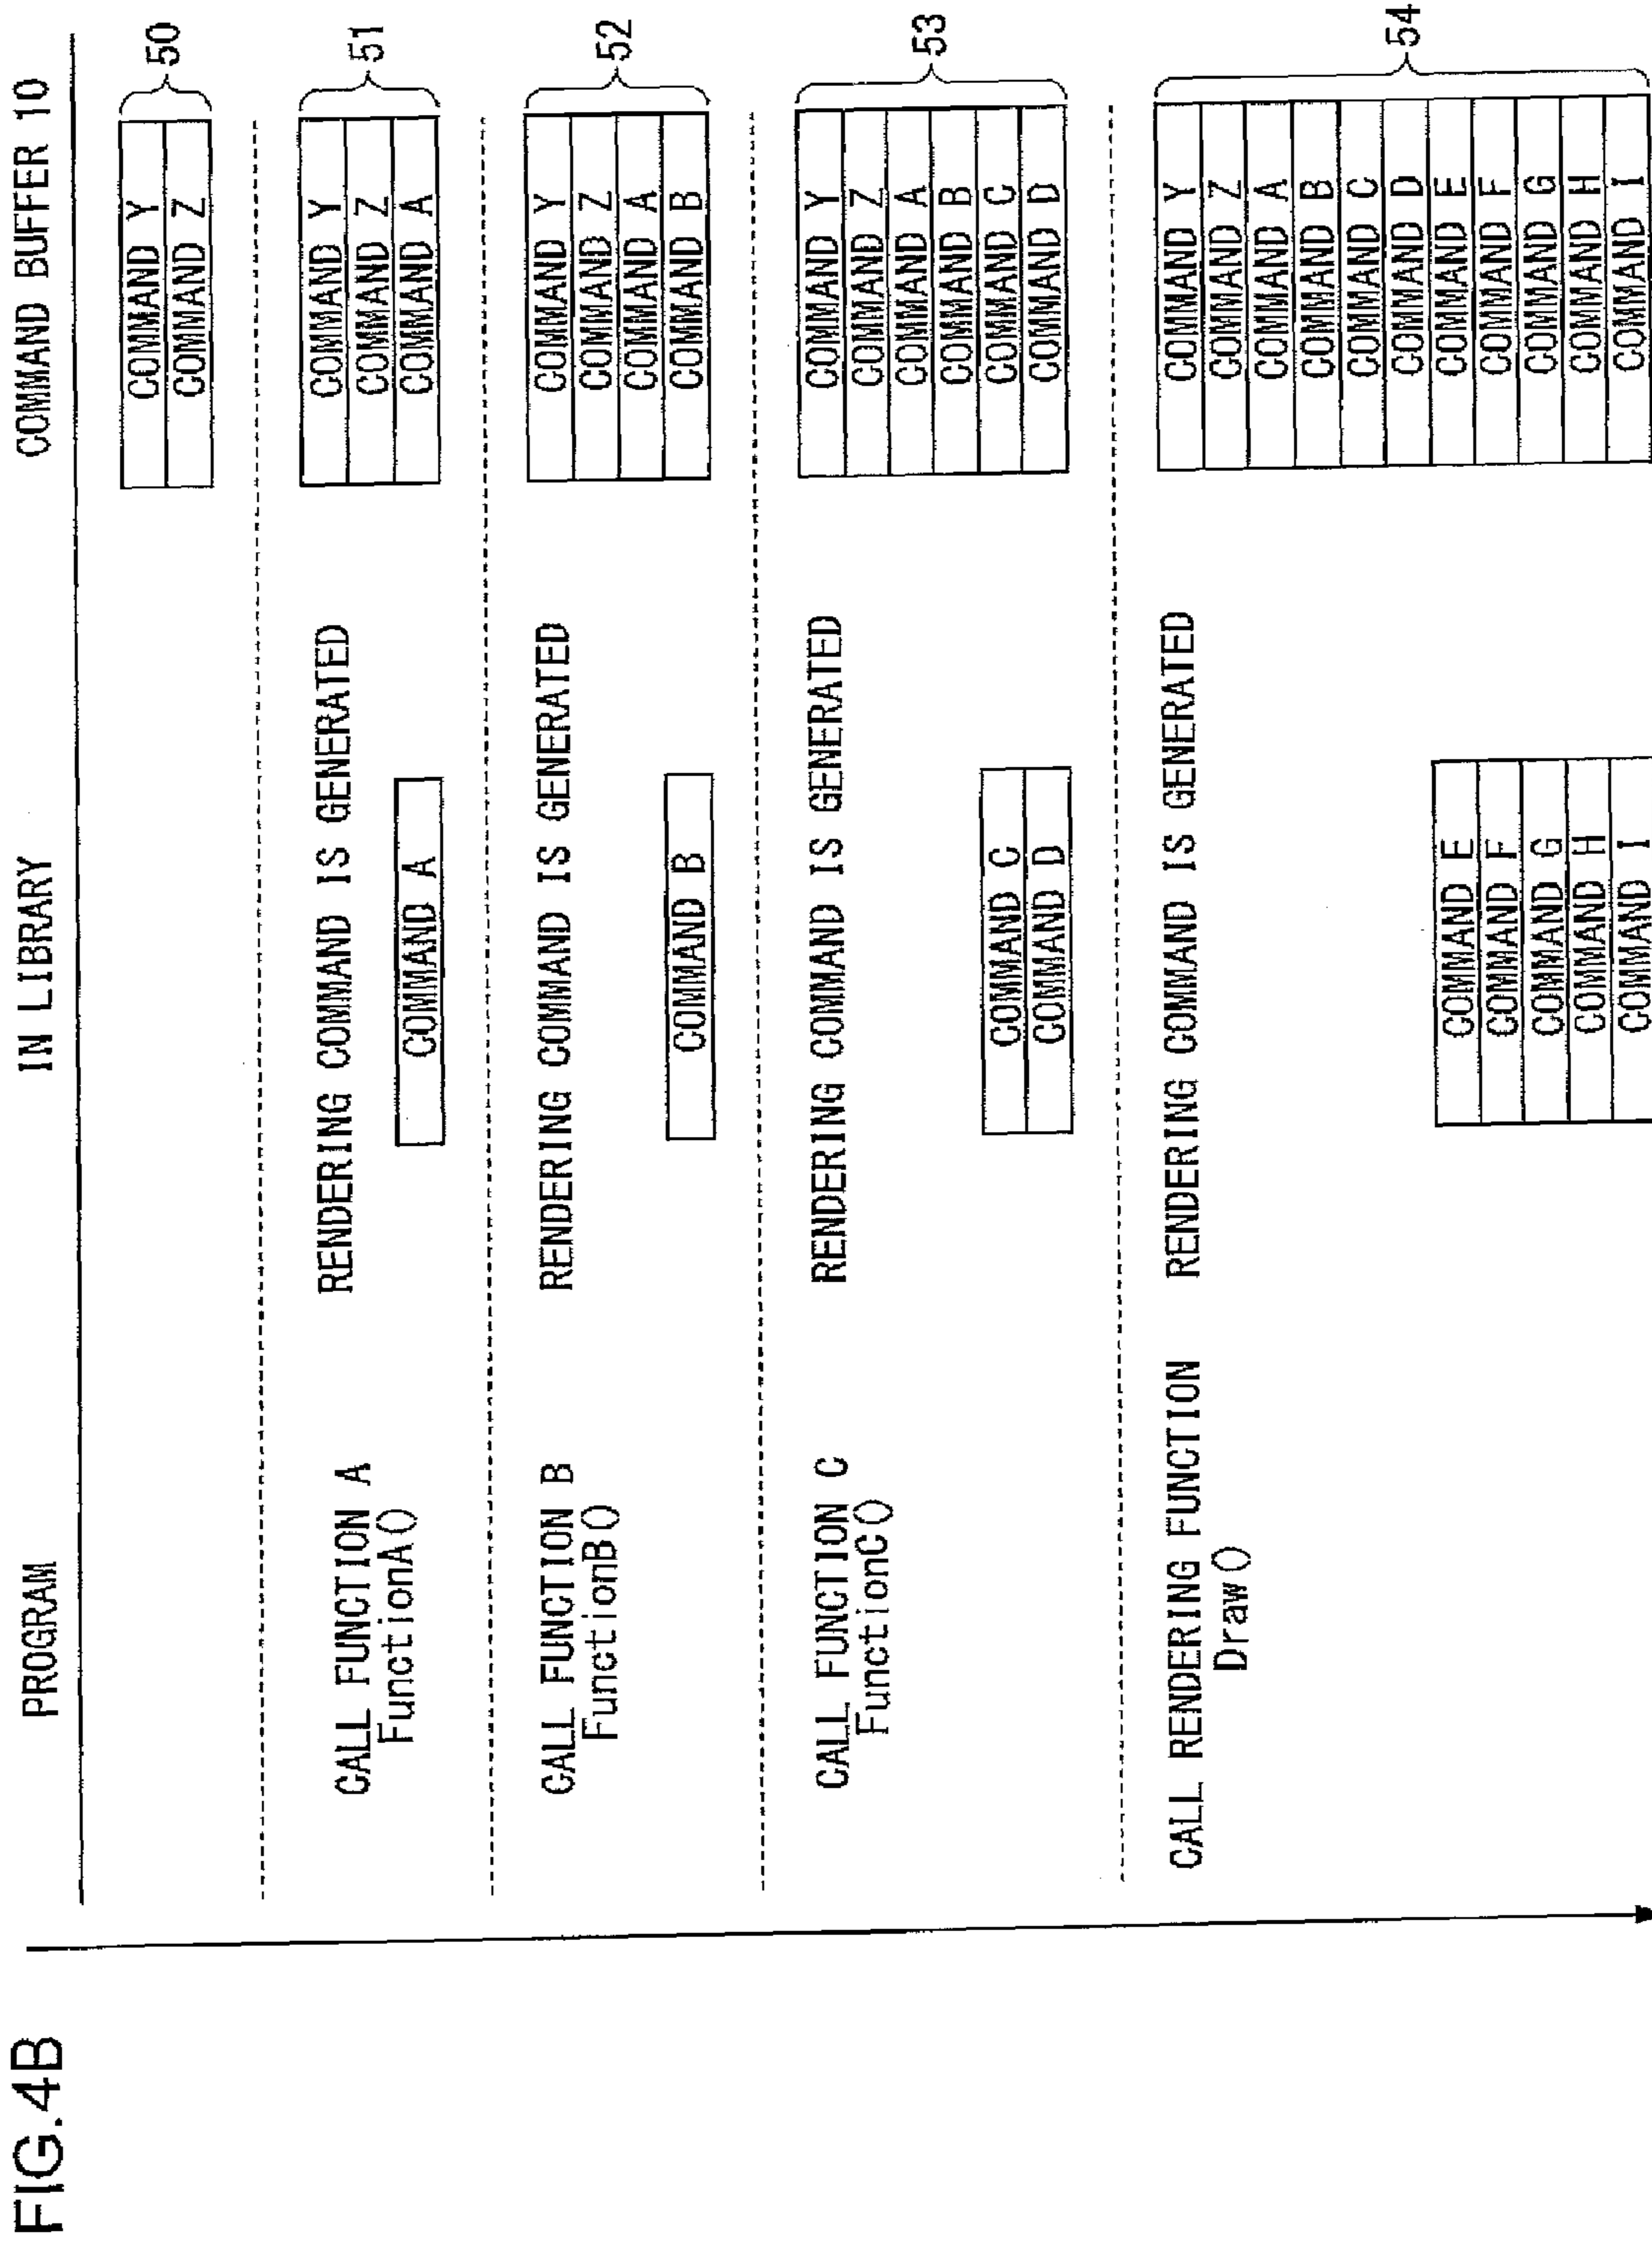 FIG.4B
PROGRAM
IN LIBRARY
COMMAND BUFFER 10
COMMAND Y
COMMAND Z
50
CALL FUNCTION A
FunctionA()
RENDERING COMMAND IS GENERATED
COMMAND A
COMMAND Y
COMMAND Z
COMMAND A
51
CALL FUNCTION B
FunctionB()
RENDERING COMMAND IS GENERATED
COMMAND B
COMMAND Y
COMMAND Z
COMMAND A
COMMAND B
52
CALL FUNCTION C
FunctionC()
RENDERING COMMAND IS GENERATED
COMMAND C
COMMAND D
COMMAND Y
COMMAND Z
COMMAND A
COMMAND B
COMMAND C
COMMAND D
53
CALL RENDERING FUNCTION
Draw()
RENDERING COMMAND IS GENERATED
COMMAND E
COMMAND F
COMMAND G
COMMAND H
COMMAND I
COMMAND Y
COMMAND Z
COMMAND A
COMMAND B
COMMAND C
COMMAND D
COMMAND E
COMMAND F
COMMAND G
COMMAND H
COMMAND I
54